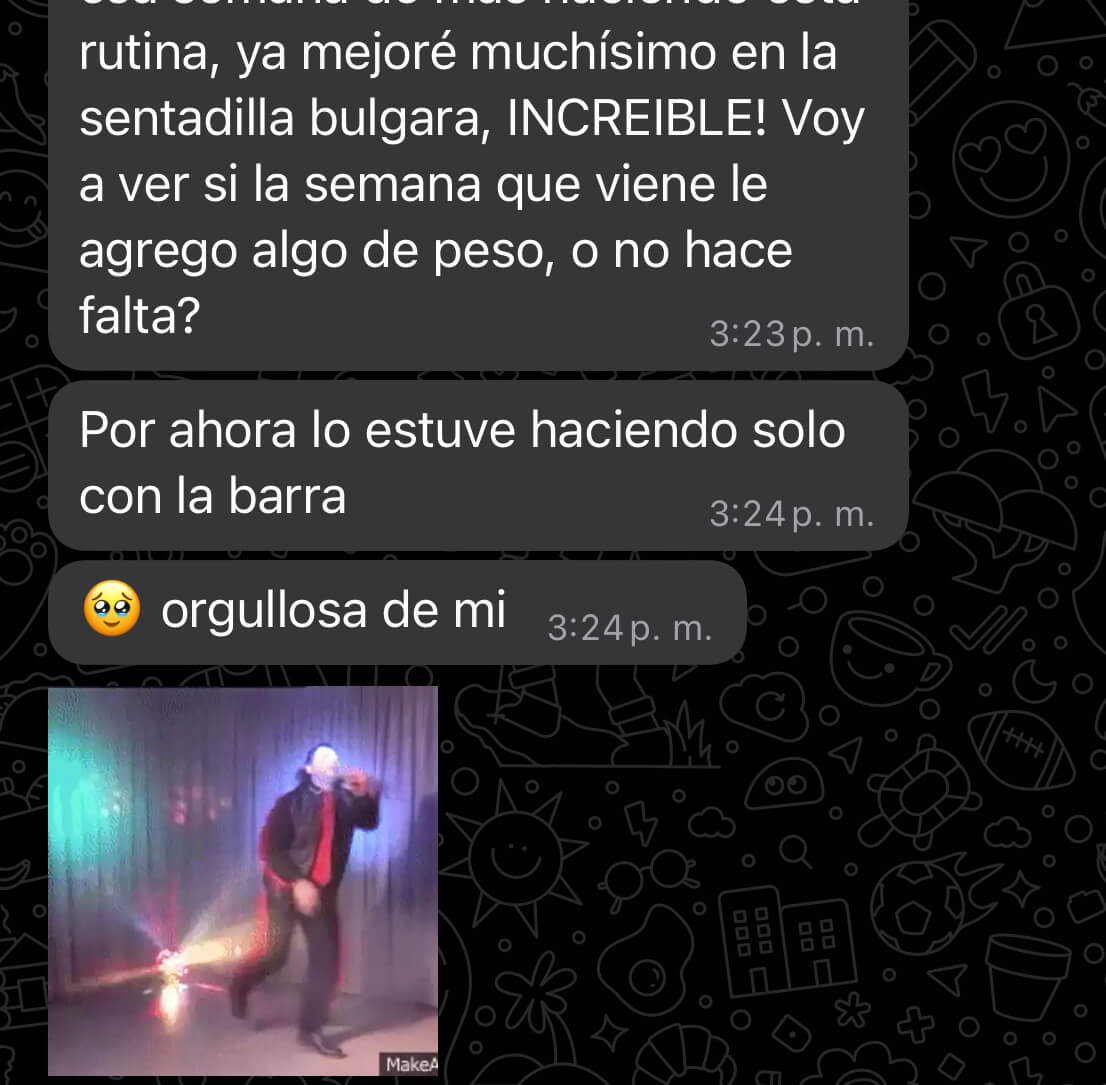 rutina, ya mejoré muchísimo en la
sentadilla bulgara, INCREIBLE! Voy
a ver si la semana que viene le
agrego algo de peso, o no hace
falta?
3:23 p. m.
Por ahora lo estuve haciendo solo
con la barra
3:24 p. m.
🥹 orgullosa de mi
3:24 p. m.
MakeA